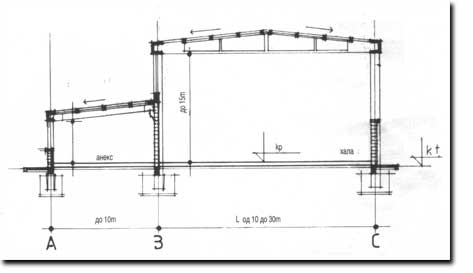 до 15m
анекс
кр
хала
k t
до 10m
L од 10 до 30m
A
B
C